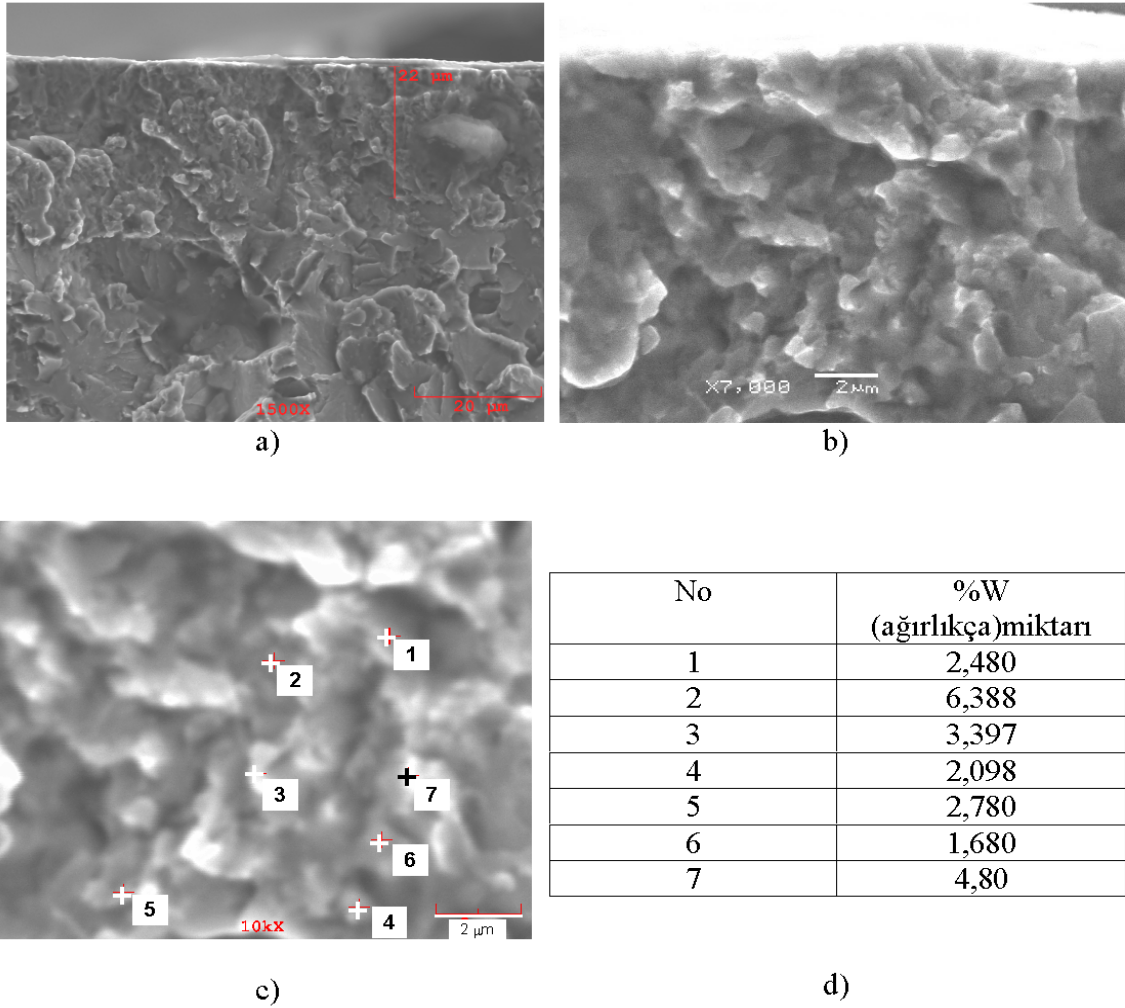 22 µm
1500X
20 µm
X7,000 2µm
a)
b)
1
2
3
7
6
5
4
10kX
2 µm
No %W
(ağırlıkça)miktarı
1 2,480
2 6,388
3 3,397
4 2,098
5 2,780
6 1,680
7 4,80
c)
d)